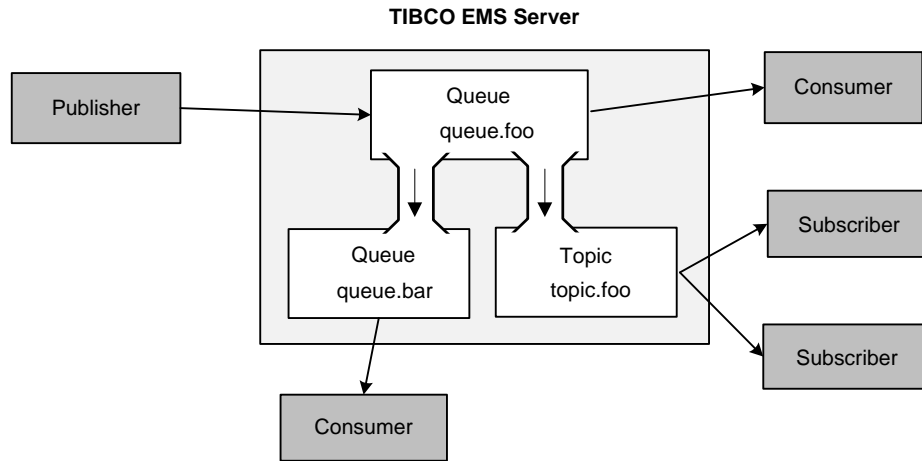 TIBCO EMS Server
Publisher
Queue
queue.foo
Consumer
Queue
queue.bar
Topic
topic.foo
Subscriber
Subscriber
Consumer